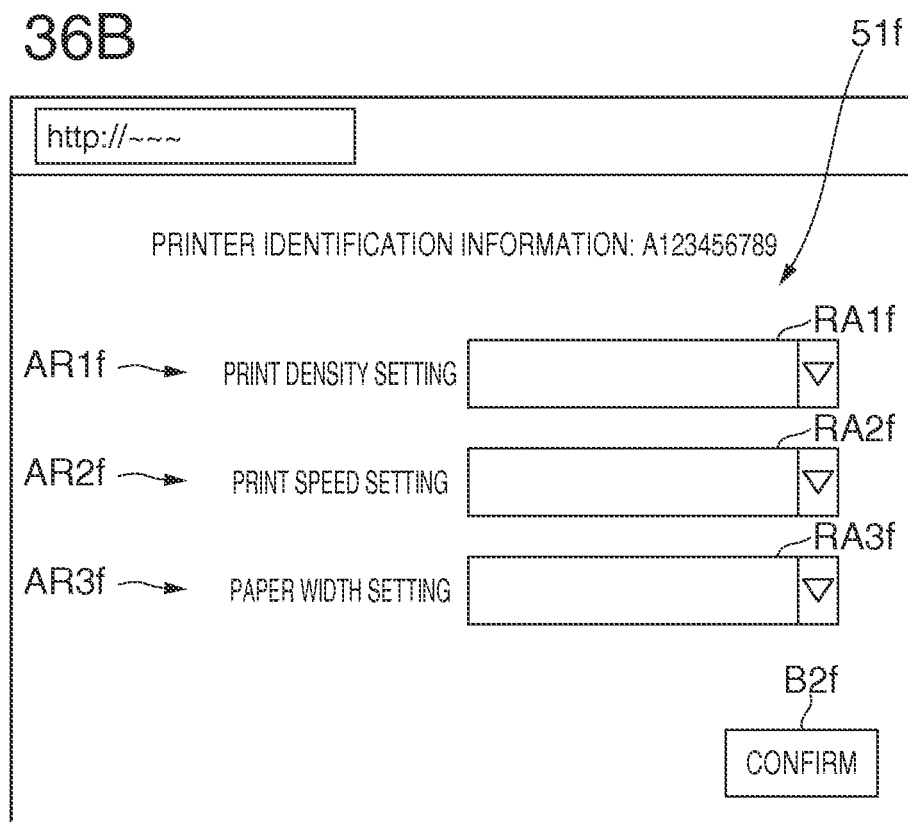 36B
51f
http://~~~
PRINTER IDENTIFICATION INFORMATION: A123456789
RA1f
AR1f
PRINT DENSITY SETTING
RA2f
AR2f
PRINT SPEED SETTING
RA3f
AR3f
PAPER WIDTH SETTING
B2f
CONFIRM